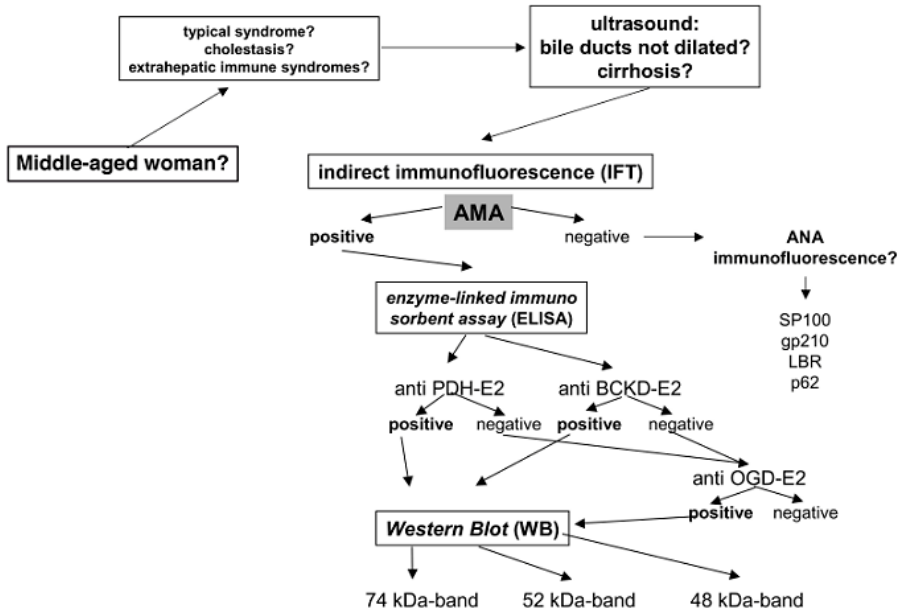 typical syndrome?
cholestasis?
extrahepatic immune syndromes?
ultrasound:
bile ducts not dilated?
cirrhosis?
Middle-aged woman?
indirect immunofluorescence (IFT)
AMA
positive
negative
ANA
immunofluorescence?
enzyme-linked immuno
sorbent assay (ELISA)
SP100
gp210
LBR
p62
anti PDH-E2
anti BCKD-E2
positive
negative
positive
negative
anti OGD-E2
positive
negative
Western Blot (WB)
74 kDa-band
52 kDa-band
48 kDa-band